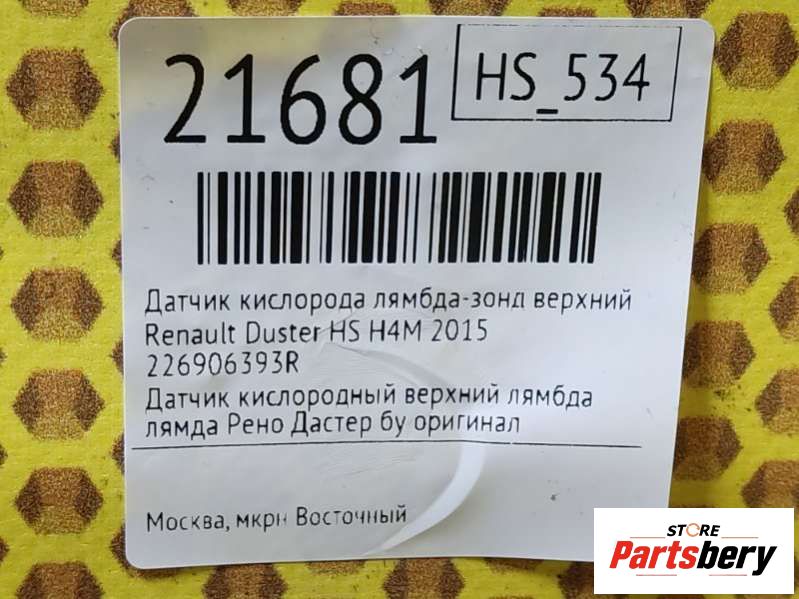 21681
HS_534
Датчик кислорода лямбда-зонд верхний
Renault Duster HS H4M 2015
226906393R
Датчик кислородный верхний лямбда
лямда Рено Дастер бу оригинал
Москва, мкрн Восточный
STORE
Partsbery